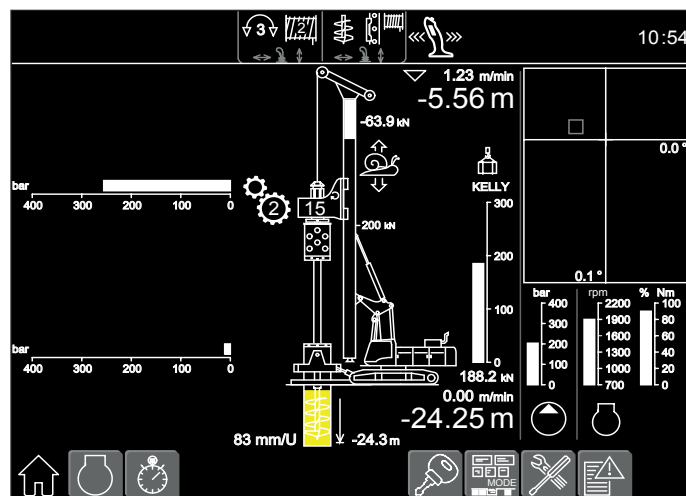 3
2
10:54
1.23 m/min
-5.56 m
-63.9 kN
0.0 °
KELLY
bar
400 300 200 100 0
2
15
300
-200 kN
200
0.1 °
100
0
188.2 kN
bar
400
300
200
100
0
rpm
2200
1900
1600
1300
1000
700
% Nm
100
80
60
40
20
0
bar
400 300 200 100 0
0.00 m/min
-24.25 m
83 mm/U
-24.3 m
MODE